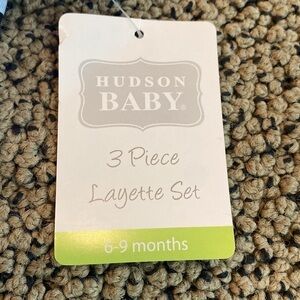 HUDSON
BABY®
3 Piece
Layette Set
6-9 months